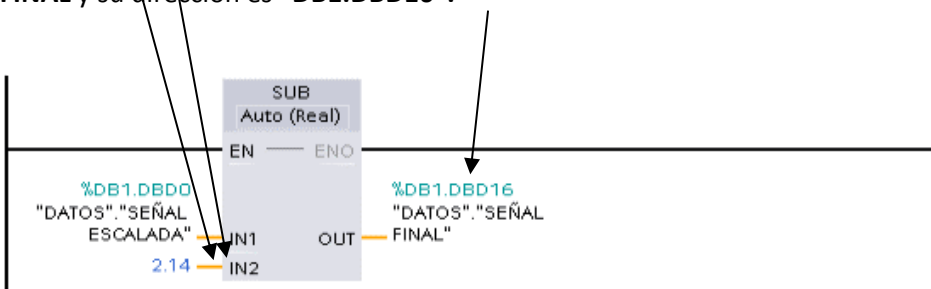 FINAL y su dirección es "DB1.DBD16".
SUB
Auto (Real)
EN ENO
%DB1.DBD0 %DB1.DBD16
"DATOS"."SEÑAL "DATOS"."SEÑAL
ESCALADA" IN1 OUT FINAL"
2.14 IN2